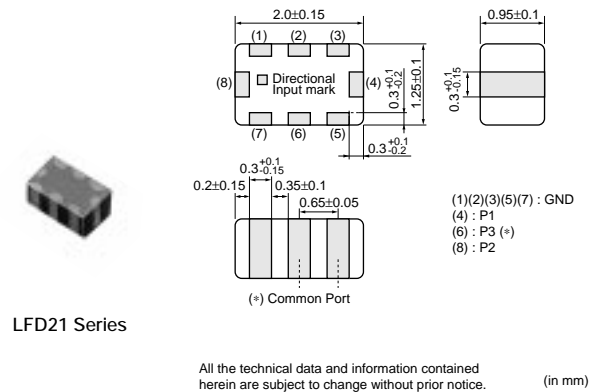 2.0±0.15
0.95±0.1
(1) (2) (3)
(8)
Directional
Input mark
(4)
0.3 +0.1 -0.2
1.25±0.1
0.3 +0.1 -0.15
(7) (6) (5)
0.3 +0.1 -0.2
0.3 +0.1 -0.15
0.2±0.15
0.35±0.1
0.65±0.05
(1)(2)(3)(5)(7) : GND
(4) : P1
(6) : P3 (*)
(8) : P2
(*) Common Port
LFD21 Series
All the technical data and information contained
herein are subject to change without prior notice.
(in mm)